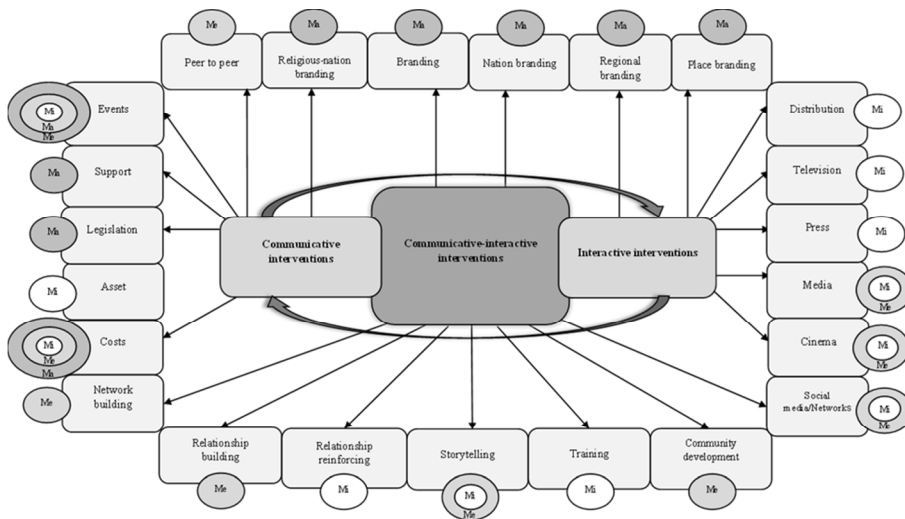 Me
Ma
Ma
Ma
Ma
Ma
Peer to peer
Religious-nation
branding
Branding
Nation branding
Regional
branding
Place branding
Mi
Ma
Me
Events
Distribution
Mi
Ma
Support
Television
Mi
Ma
Legislation
Communicative
interventions
Communicative-interactive
interventions
Interactive interventions
Press
Mi
Mi
Asset
Media
Mi
Me
Mi
Me
Ma
Costs
Cinema
Mi
Me
Me
Network
building
Social
media/Networks
Mi
Me
Relationship
building
Relationship
reinforcing
Storytelling
Training
Community
development
Me
Mi
Mi
Me
Mi
Me